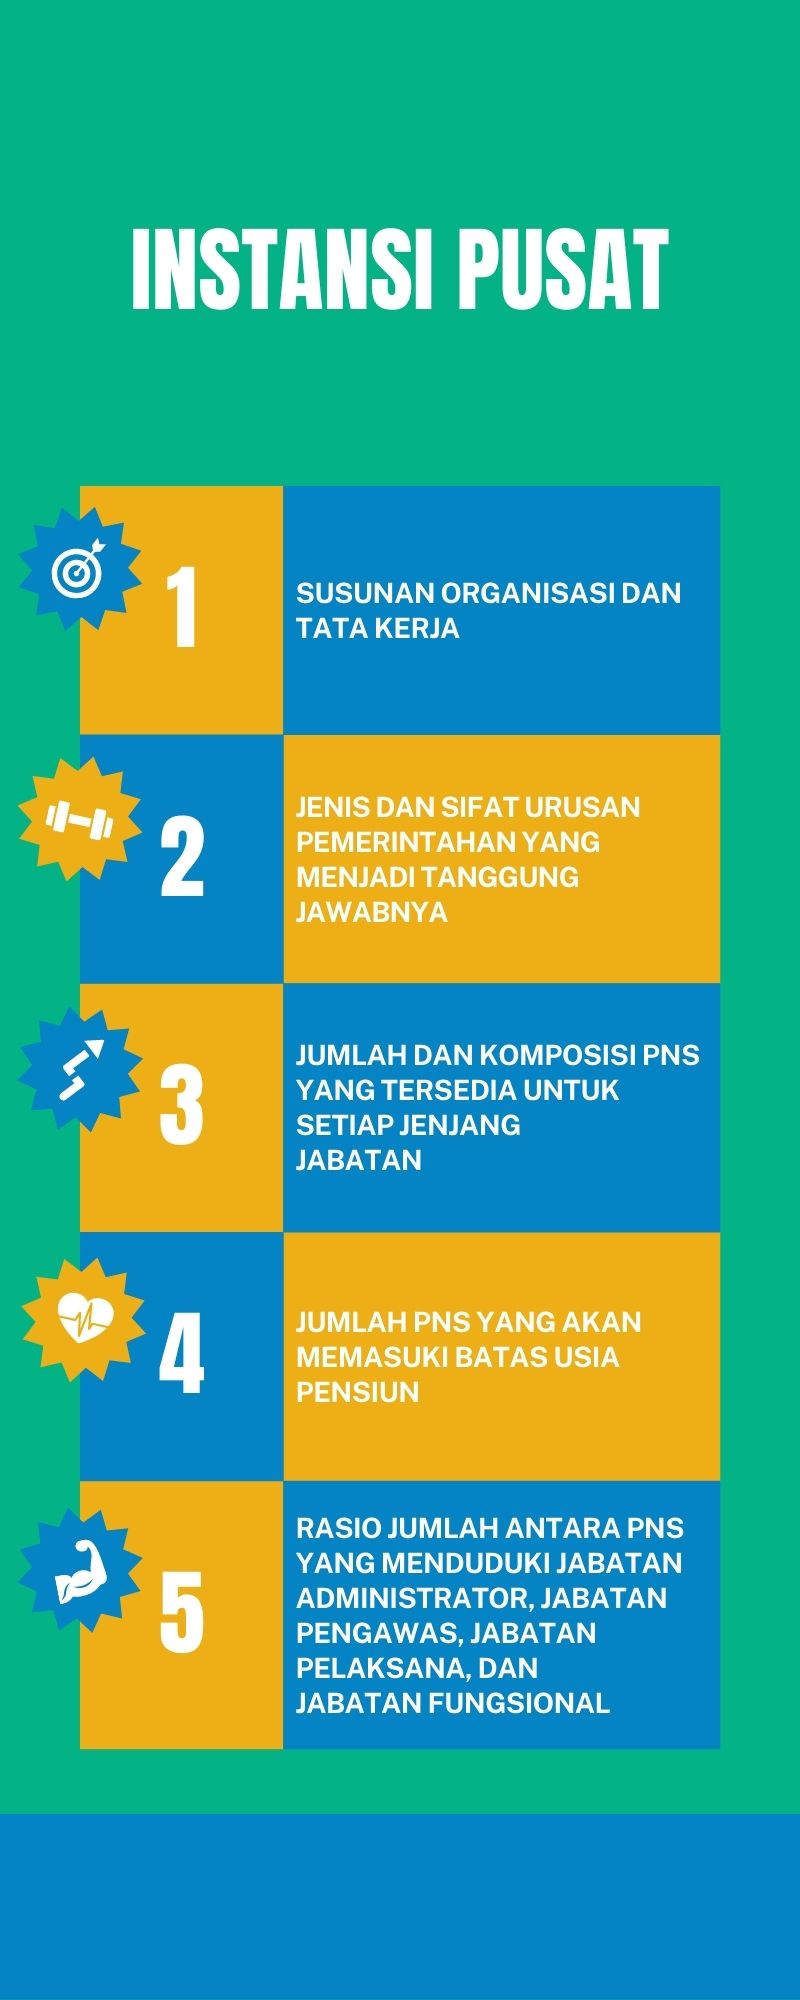 INSTANSI PUSAT
1
SUSUNAN ORGANISASI DAN
TATA KERJA
2
JENIS DAN SIFAT URUSAN
PEMERINTAHAN YANG
MENJADI TANGGUNG
JAWABNYA
3
JUMLAH DAN KOMPOSISI PNS
YANG TERSEDIA UNTUK
SETIAP JENJANG
JABATAN
4
JUMLAH PNS YANG AKAN
MEMASUKI BATAS USIA
PENSIUN
5
RASIO JUMLAH ANTARA PNS
YANG MENDUDUKI JABATAN
ADMINISTRATOR, JABATAN
PENGAWAS, JABATAN
PELAKSANA, DAN
JABATAN FUNGSIONAL